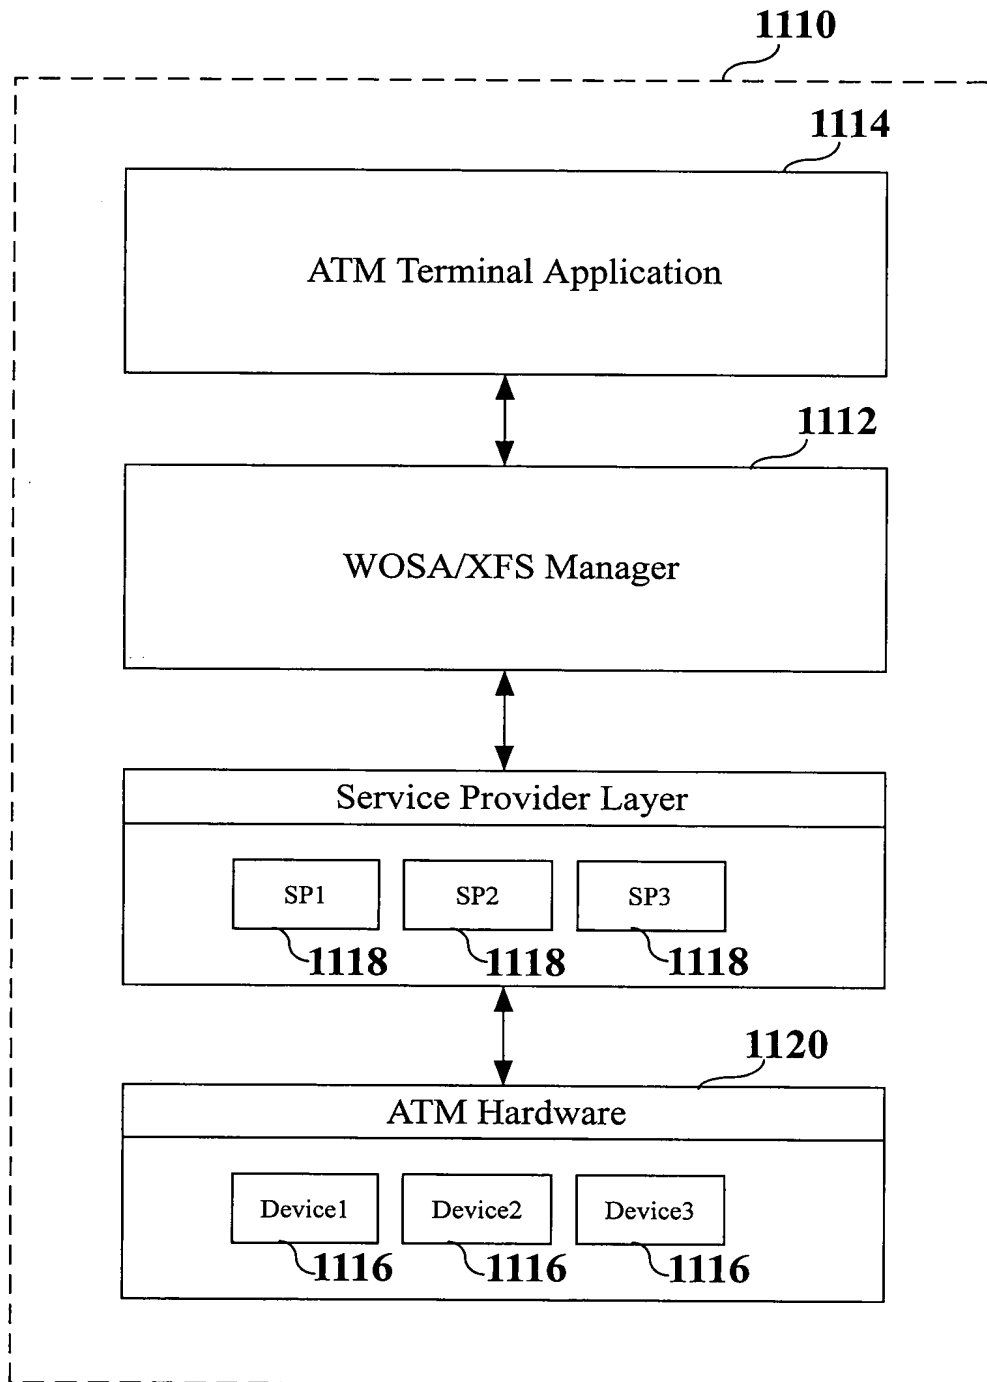 1110
1114
ATM Terminal Application
1112
WOSA/XFS Manager
Service Provider Layer
SP1 SP2 SP3
1118 1118 1118
1120
ATM Hardware
Device1 Device2 Device3
1116 1116 1116